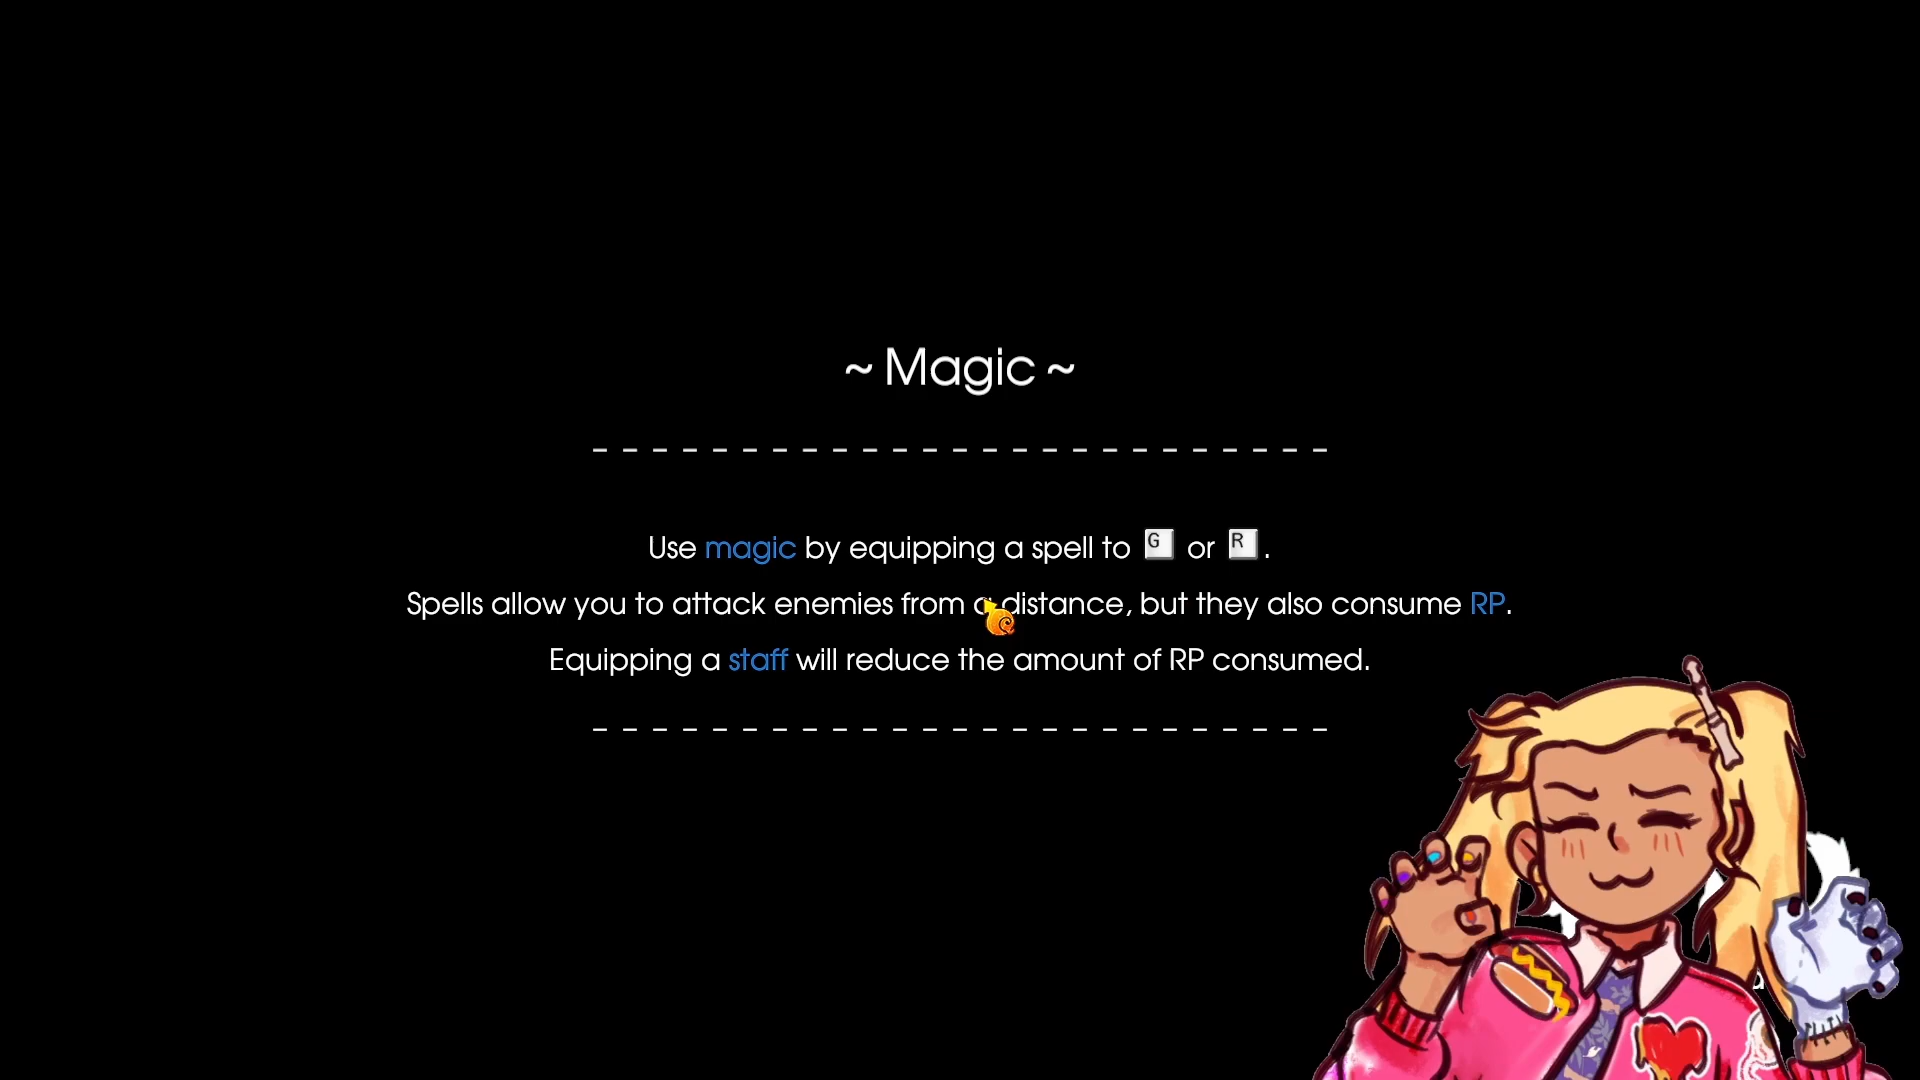 ~ Magic ~
- - - - - - - - - - - - - - - - - - - - - - - - -
Use magic by equipping a spell to G or R.
Spells allow you to attack enemies from a distance, but they also consume RP.
Equipping a staff will reduce the amount of RP consumed.
- - - - - - - - - - - - - - - - - - - - - - - - -